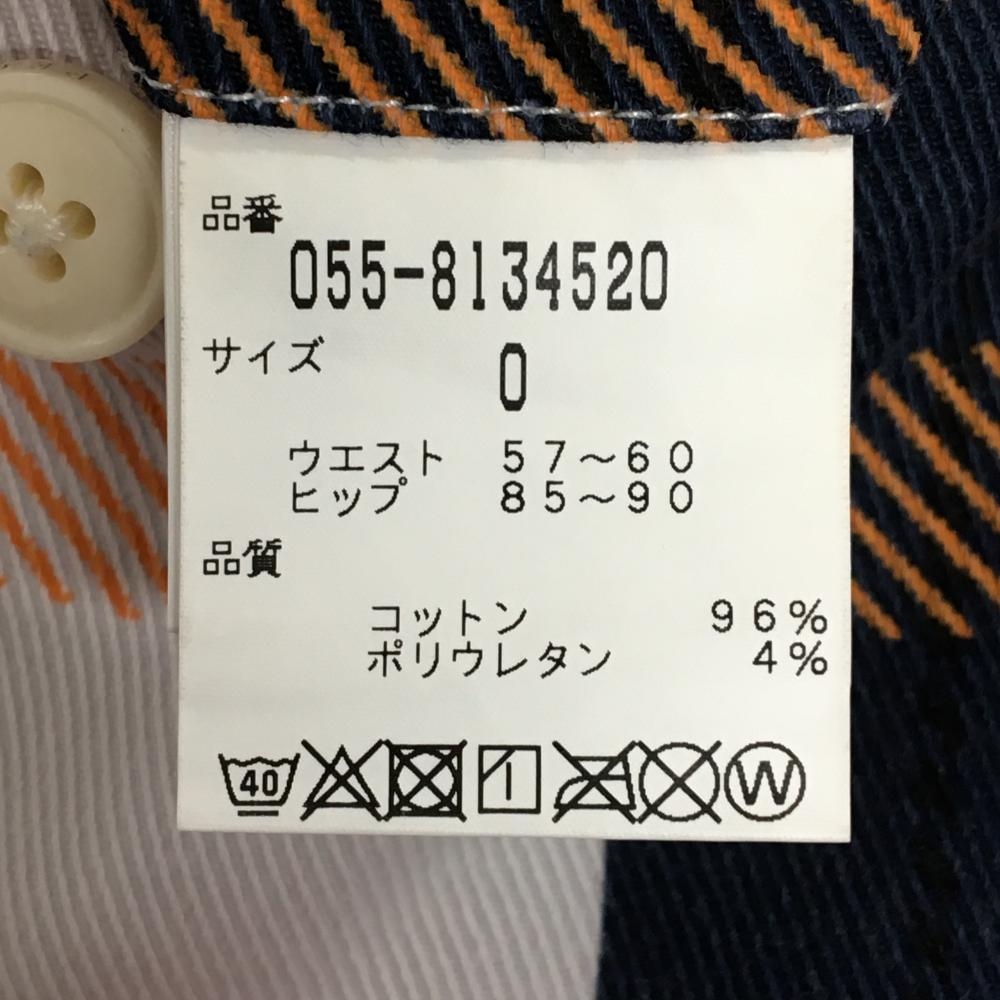 品番
055-8134520
サイズ
0
ウエスト 57～60
ヒップ 85～90
品質
コットン 96%
ポリウレタン 4%
40 W